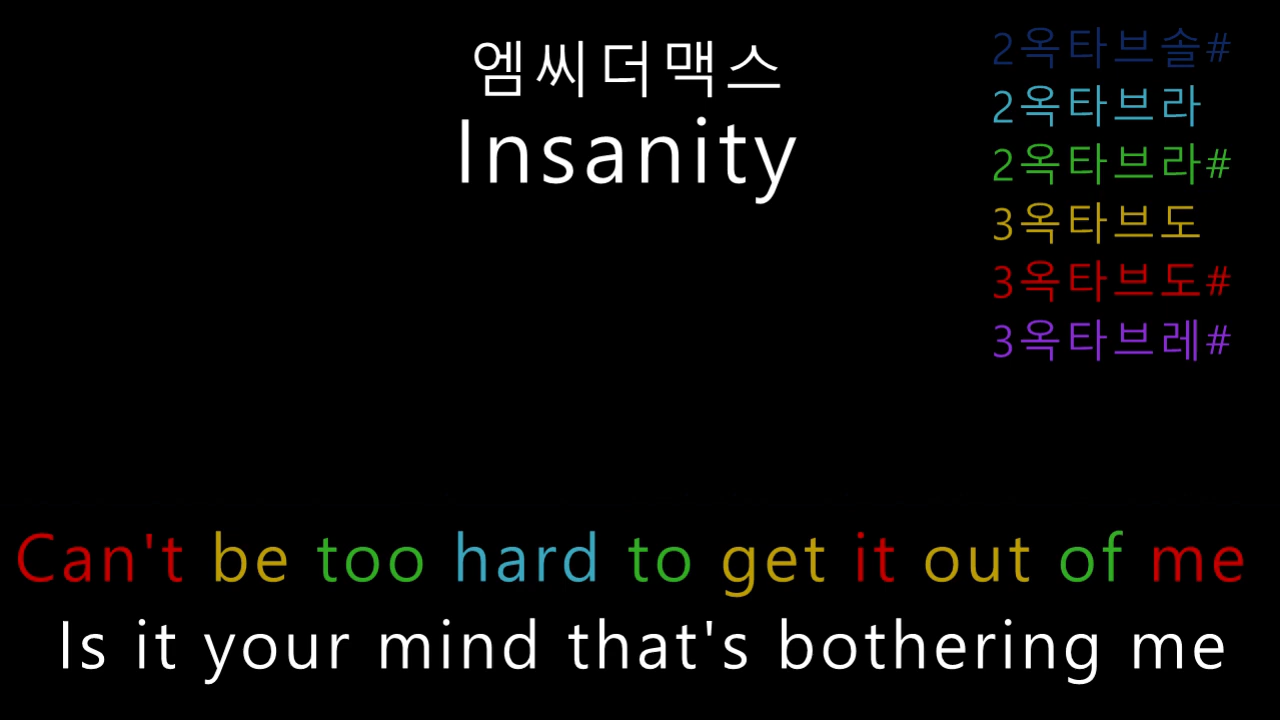 엠씨더맥스
Insanity
2옥타브솔#
2옥타브라
2옥타브라#
3옥타브도
3옥타브도#
3옥타브레#
Can't be too hard to get it out of me
Is it your mind that's bothering me